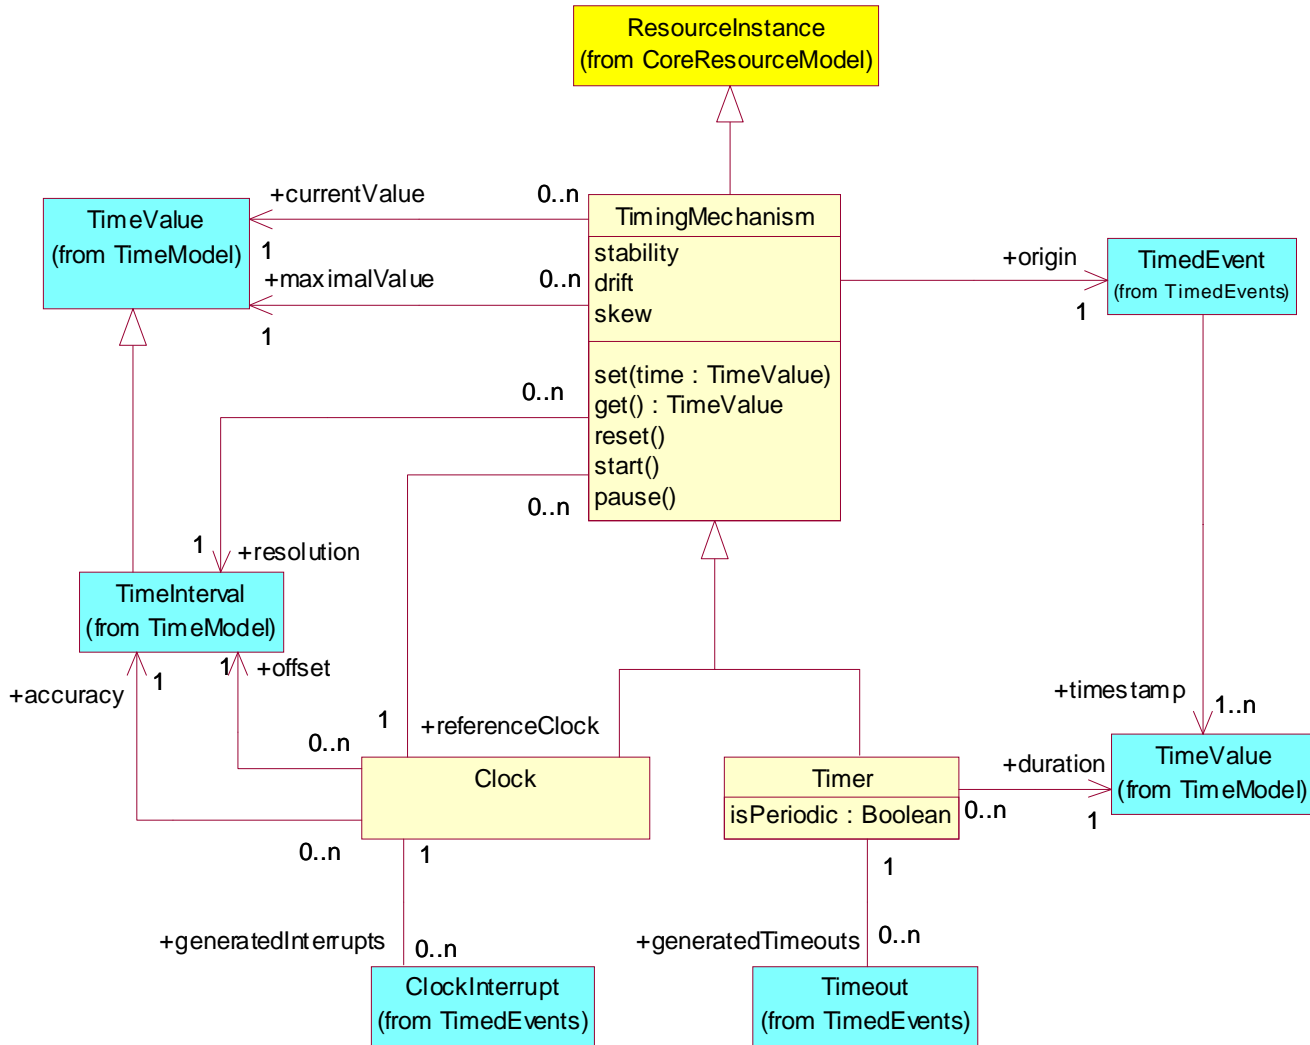 ResourceInstance
(from CoreResourceModel)
+currentValue
0..n
1
TimeValue
(from TimeModel)
+maximalValue
0..n
1
TimingMechanism
stability
drift
skew
set(time : TimeValue)
get() : TimeValue
reset()
start()
pause()
+origin
1
TimedEvent
(from TimedEvents)
0..n
0..n
1
+resolution
TimeInterval
(from TimeModel)
1
+offset
+accuracy
1
1
+referenceClock
0..n
0..n
Clock
1
+timestamp
1..n
TimeValue
(from TimeModel)
+duration
0..n
1
Timer
isPeriodic : Boolean
1
+generatedInterrupts
0..n
+generatedTimeouts
0..n
ClockInterrupt
(from TimedEvents)
Timeout
(from TimedEvents)